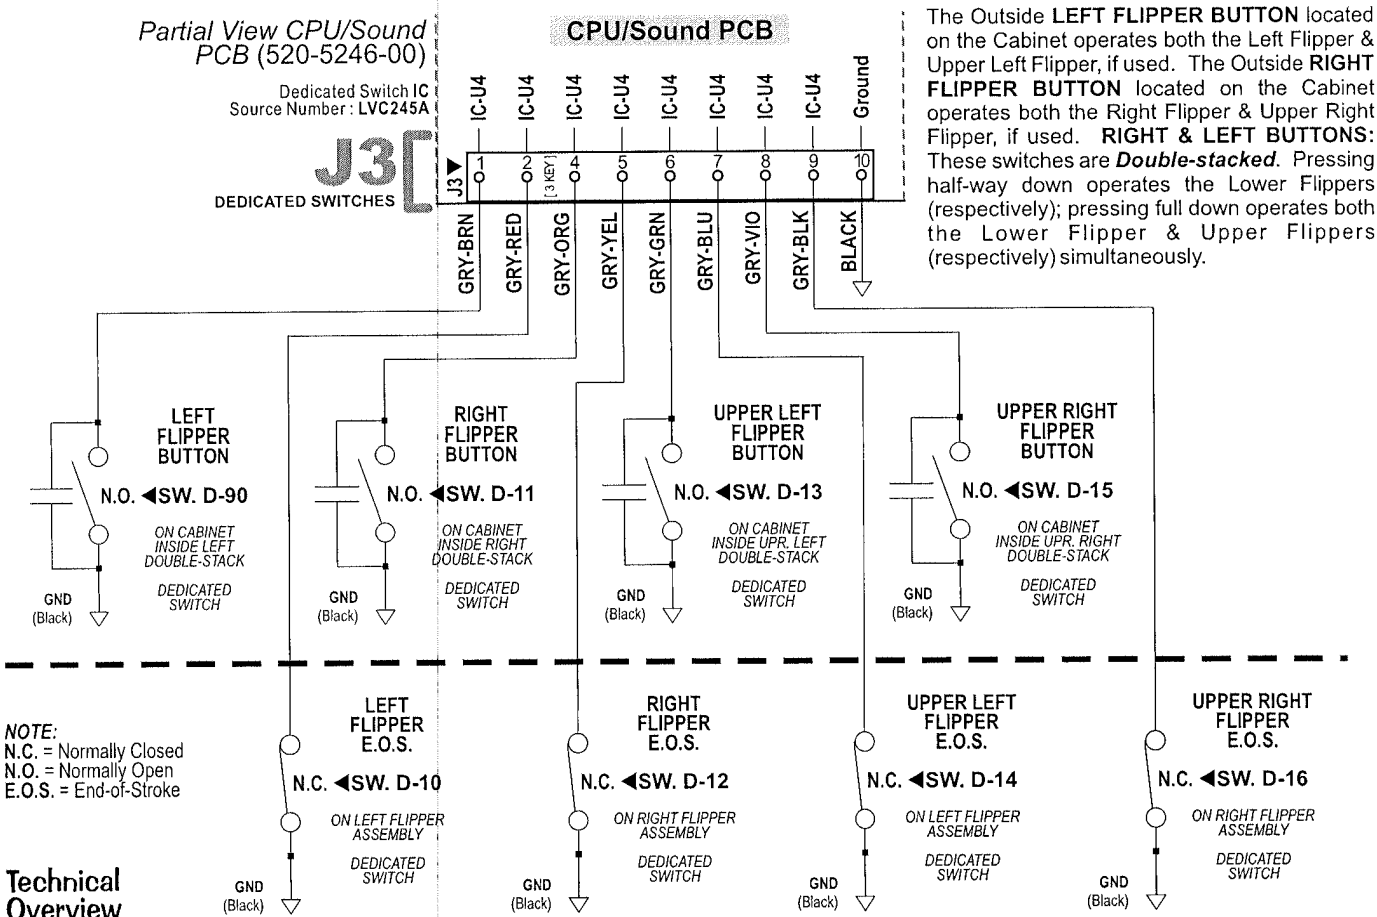 Partial View CPU/Sound
PCB (520-5246-00)
Dedicated Switch IC
Source Number : LVC245A
J3
DEDICATED SWITCHES
CPU/Sound PCB
IC-U4 IC-U4 IC-U4 IC-U4 IC-U4 IC-U4 IC-U4 IC-U4 Ground
J3 1 2 [3 KEY] 4 5 6 7 8 9 10
GRY-BRN GRY-RED GRY-ORG GRY-YEL GRY-GRN GRY-BLU GRY-VIO GRY-BLK BLACK
The Outside LEFT FLIPPER BUTTON located
on the Cabinet operates both the Left Flipper &
Upper Left Flipper, if used. The Outside RIGHT
FLIPPER BUTTON located on the Cabinet
operates both the Right Flipper & Upper Right
Flipper, if used. RIGHT & LEFT BUTTONS:
These switches are Double-stacked. Pressing
half-way down operates the Lower Flippers
(respectively); pressing full down operates both
the Lower Flipper & Upper Flippers
(respectively) simultaneously.
LEFT
FLIPPER
BUTTON
N.O. ◄SW. D-90
ON CABINET
INSIDE LEFT
DOUBLE-STACK
DEDICATED
SWITCH
GND
(Black)
RIGHT
FLIPPER
BUTTON
N.O. ◄SW. D-11
ON CABINET
INSIDE RIGHT
DOUBLE-STACK
DEDICATED
SWITCH
GND
(Black)
UPPER LEFT
FLIPPER
BUTTON
N.O. ◄SW. D-13
ON CABINET
INSIDE UPR. LEFT
DOUBLE-STACK
DEDICATED
SWITCH
GND
(Black)
UPPER RIGHT
FLIPPER
BUTTON
N.O. ◄SW. D-15
ON CABINET
INSIDE UPR. RIGHT
DOUBLE-STACK
DEDICATED
SWITCH
GND
(Black)
NOTE:
N.C. = Normally Closed
N.O. = Normally Open
E.O.S. = End-of-Stroke
LEFT
FLIPPER
E.O.S.
N.C. ◄SW. D-10
ON LEFT FLIPPER
ASSEMBLY
DEDICATED
SWITCH
GND
(Black)
RIGHT
FLIPPER
E.O.S.
N.C. ◄SW. D-12
ON RIGHT FLIPPER
ASSEMBLY
DEDICATED
SWITCH
GND
(Black)
UPPER LEFT
FLIPPER
E.O.S.
N.C. ◄SW. D-14
ON LEFT FLIPPER
ASSEMBLY
DEDICATED
SWITCH
GND
(Black)
UPPER RIGHT
FLIPPER
E.O.S.
N.C. ◄SW. D-16
ON RIGHT FLIPPER
ASSEMBLY
DEDICATED
SWITCH
GND
(Black)
Technical
Overview